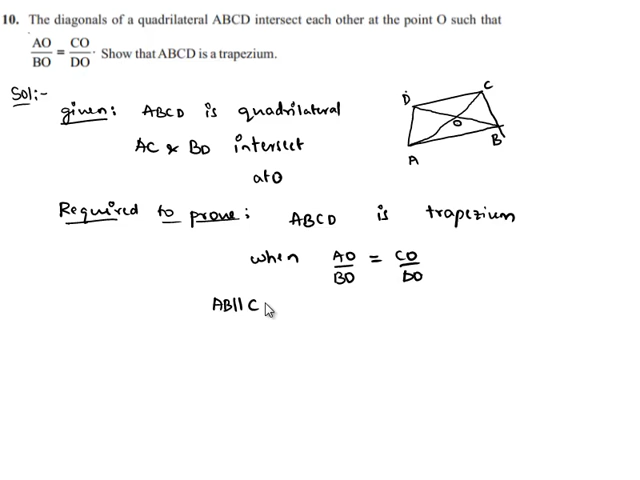 10. The diagonals of a quadrilateral ABCD intersect each other at the point O such that
AO/BO = CO/DO. Show that ABCD is a trapezium.
Sol:-
given: ABCD is quadrilateral
AC & BD intersect
at O
D
C
O
B
A
Required to prove: ABCD is trapezium
when AO/BO = CO/DO
AB || C